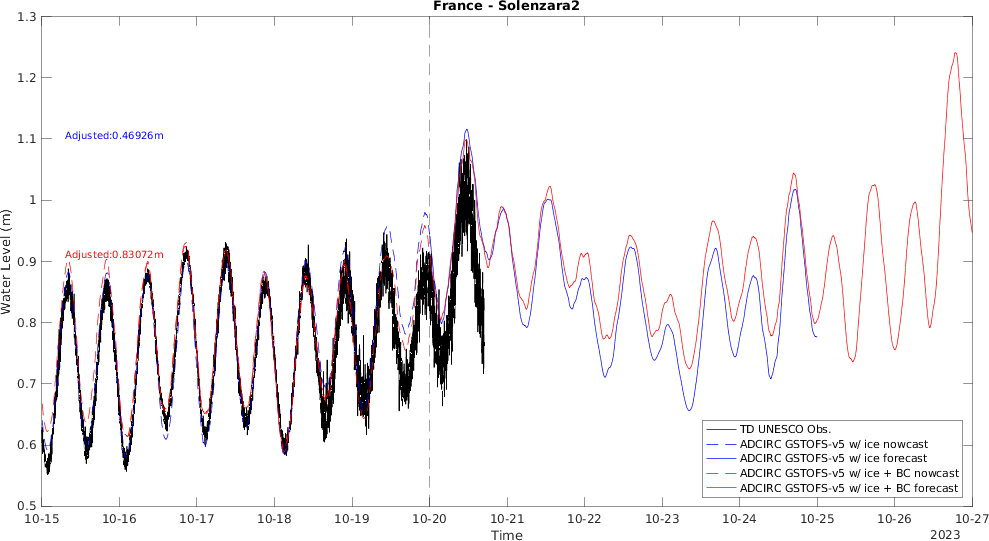 France - Solenzara2
1.3
1.2
1.1
1
0.9
0.8
0.7
0.6
0.5
Water Level (m)
Adjusted:0.46926m
Adjusted:0.83072m
TD UNESCO Obs.
ADCIRC GSTOFS-v5 w/ ice nowcast
ADCIRC GSTOFS-v5 w/ ice forecast
ADCIRC GSTOFS-v5 w/ ice + BC nowcast
ADCIRC GSTOFS-v5 w/ ice + BC forecast
10-15 10-16 10-17 10-18 10-19 10-20 10-21 10-22 10-23 10-24 10-25 10-26 10-27
Time
2023